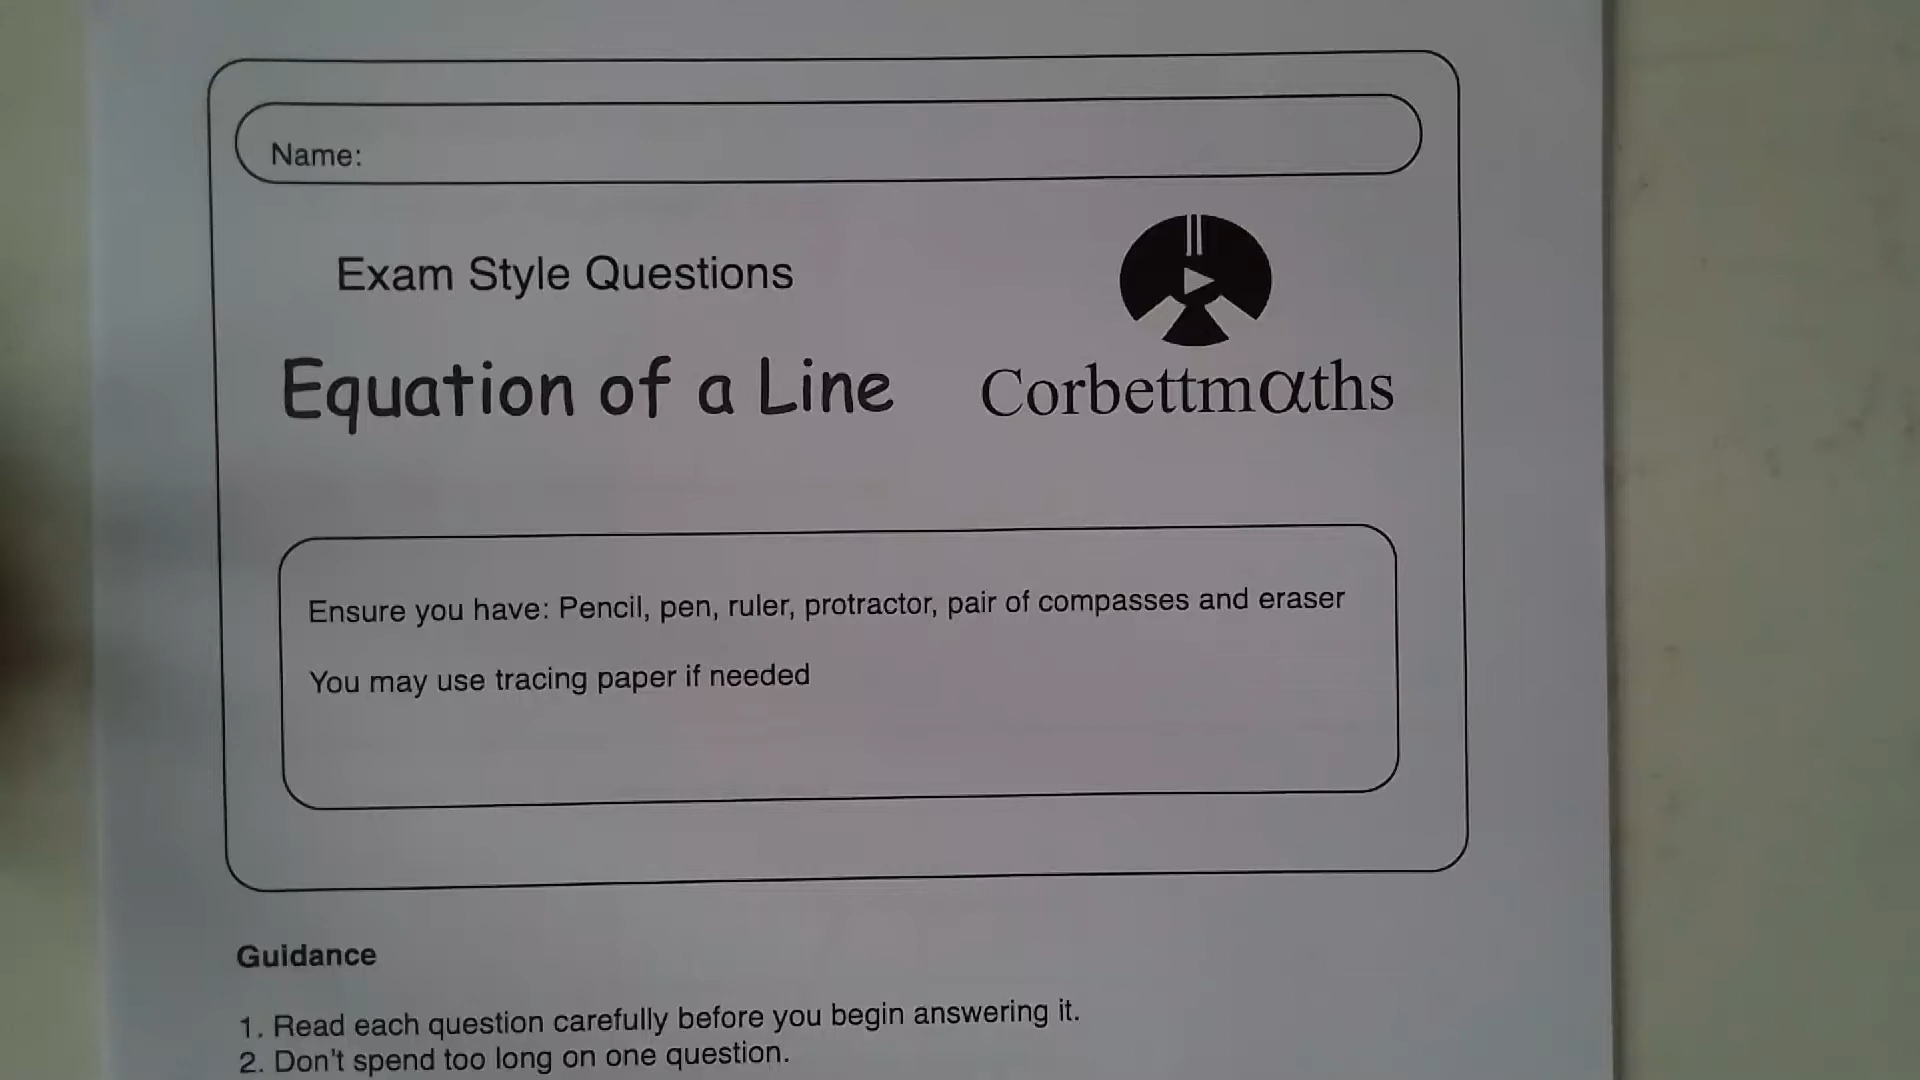 Name:
Exam Style Questions
Equation of a Line
Corbettmαths
Ensure you have: Pencil, pen, ruler, protractor, pair of compasses and eraser
You may use tracing paper if needed
Guidance
1. Read each question carefully before you begin answering it.
2. Don't spend too long on one question.